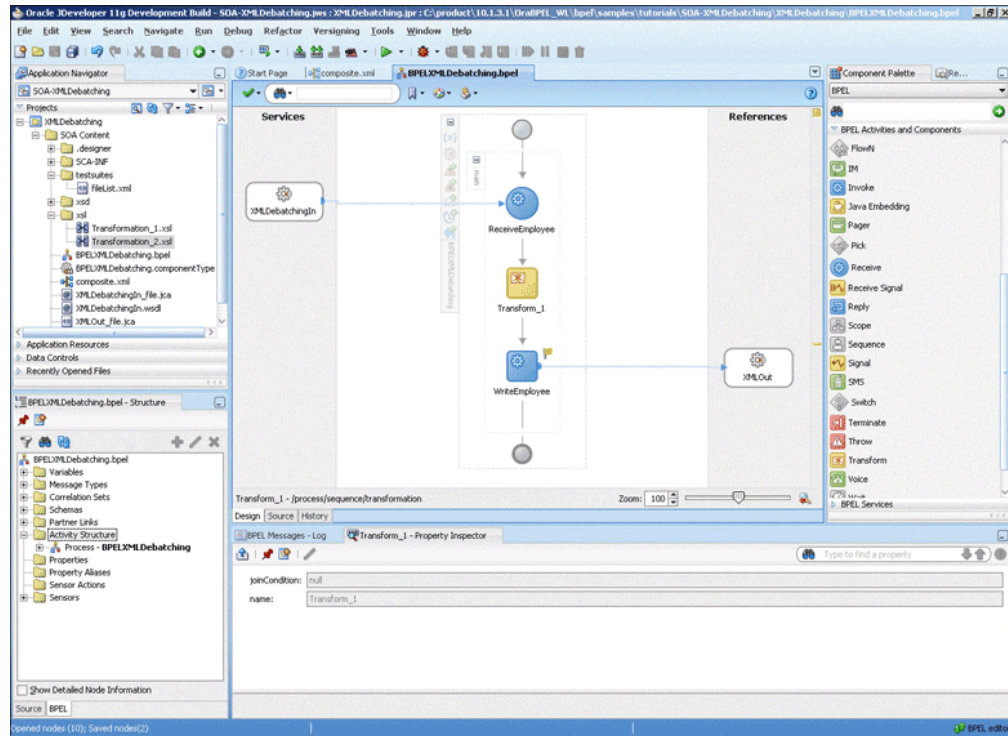 Oracle JDeveloper 11g Development Build - SOA-XMLDebatching.jws : XMLDebatching.jpr : C:\product\10.1.3.1\OraBPEL_WL\bpel\samples\tutorials\SOA-XMLDebatching\XMLDebatching\BPELXMLDebatching.bpel
File Edit View Search Navigate Run Debug Refactor Versioning Tools Window Help
Application Navigator
SOA-XMLDebatching
Projects
XMLDebatching
SOA Content
.designer
SCA-INF
testsuites
fileList.xml
xsd
xsl
Transformation_1.xsl
Transformation_2.xsl
BPELXMLDebatching.bpel
BPELXMLDebatching.componentType
composite.xml
XMLDebatchingIn_file.jca
XMLDebatchingIn.wsdl
XMLOut_file.jca
Application Resources
Data Controls
Recently Opened Files
BPELXMLDebatching.bpel - Structure
BPELXMLDebatching.bpel
Variables
Message Types
Correlation Sets
Schemas
Partner Links
Activity Structure
Process - BPELXMLDebatching
Properties
Property Aliases
Sensor Actions
Sensors
Show Detailed Node Information
Source BPEL
Start Page composite.xml BPELXMLDebatching.bpel
Services
References
XMLDebatchingIn
main
BPELXMLDebatching
ReceiveEmployee
Transform_1
WriteEmployee
XMLOut
Transform_1 - /process/sequence/transformation
Zoom: 100
Design Source History
BPEL Messages - Log Transform_1 - Property Inspector
Type to find a property
joinCondition: null
name: Transform_1
Component Palette Re...
BPEL
BPEL Activities and Components
FlowN
IM
Invoke
Java Embedding
Pager
Pick
Receive
Receive Signal
Reply
Scope
Sequence
Signal
SMS
Switch
Terminate
Throw
Transform
Voice
Wait
BPEL Services
Opened nodes (10); Saved nodes(2)
BPEL editor